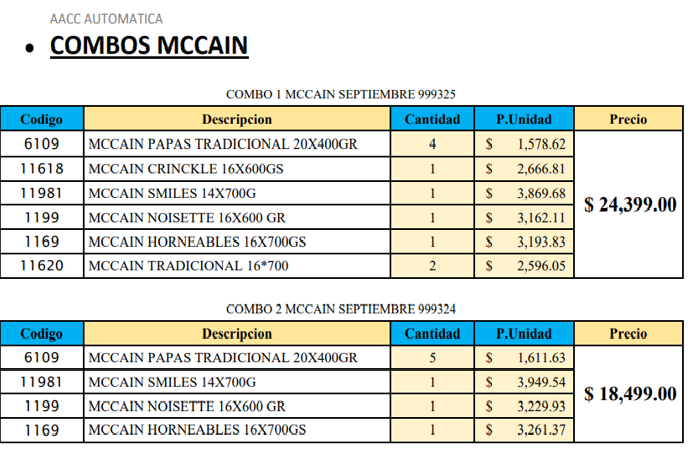 AACC AUTOMATICA
• COMBOS MCCAIN
COMBO 1 MCCAIN SEPTIEMBRE 999325
Codigo Descripcion Cantidad P.Unidad Precio
6109 MCCAIN PAPAS TRADICIONAL 20X400GR 4 $ 1,578.62
11618 MCCAIN CRINCKLE 16X600GS 1 $ 2,666.81
11981 MCCAIN SMILES 14X700G 1 $ 3,869.68
$ 24,399.00
1199 MCCAIN NOISETTE 16X600 GR 1 $ 3,162.11
1169 MCCAIN HORNEABLES 16X700GS 1 $ 3,193.83
11620 MCCAIN TRADICIONAL 16*700 2 $ 2,596.05
COMBO 2 MCCAIN SEPTIEMBRE 999324
Codigo Descripcion Cantidad P.Unidad Precio
6109 MCCAIN PAPAS TRADICIONAL 20X400GR 5 $ 1,611.63
11981 MCCAIN SMILES 14X700G 1 $ 3,949.54
$ 18,499.00
1199 MCCAIN NOISETTE 16X600 GR 1 $ 3,229.93
1169 MCCAIN HORNEABLES 16X700GS 1 $ 3,261.37